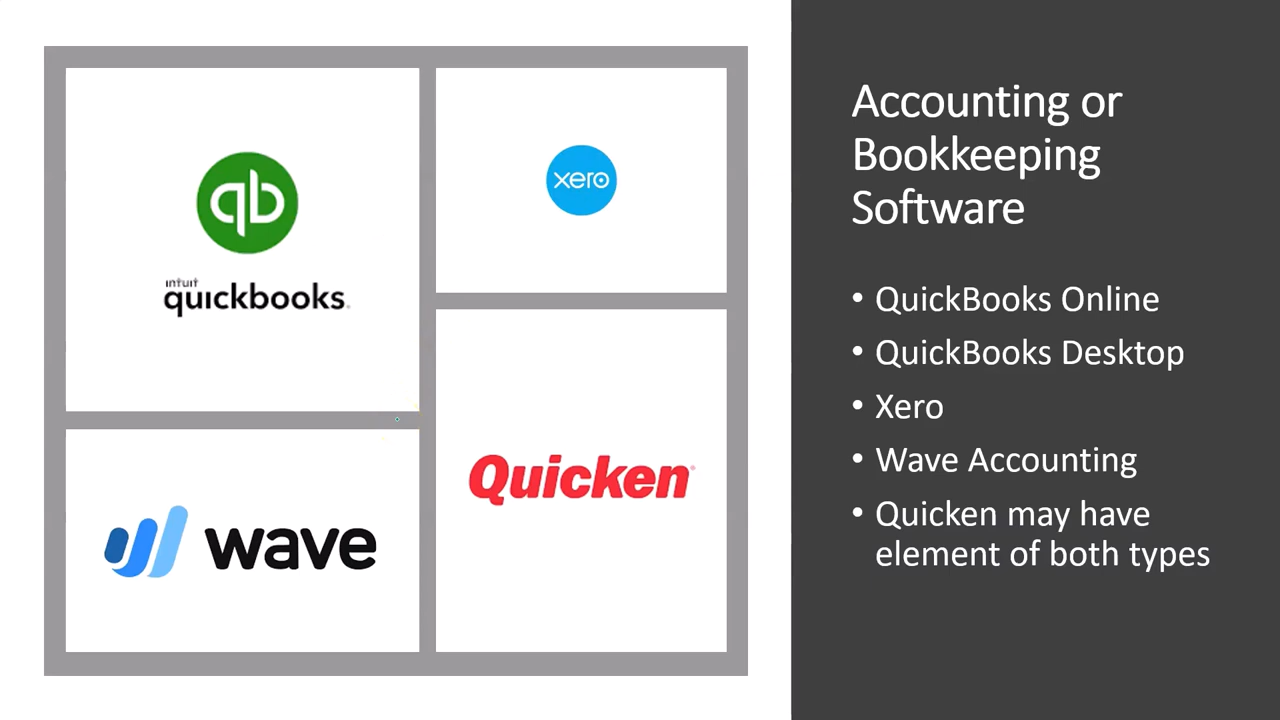 qb
intuit
quickbooks.
xero
wave
Quicken
Accounting or
Bookkeeping
Software
• QuickBooks Online
• QuickBooks Desktop
• Xero
• Wave Accounting
• Quicken may have
element of both types